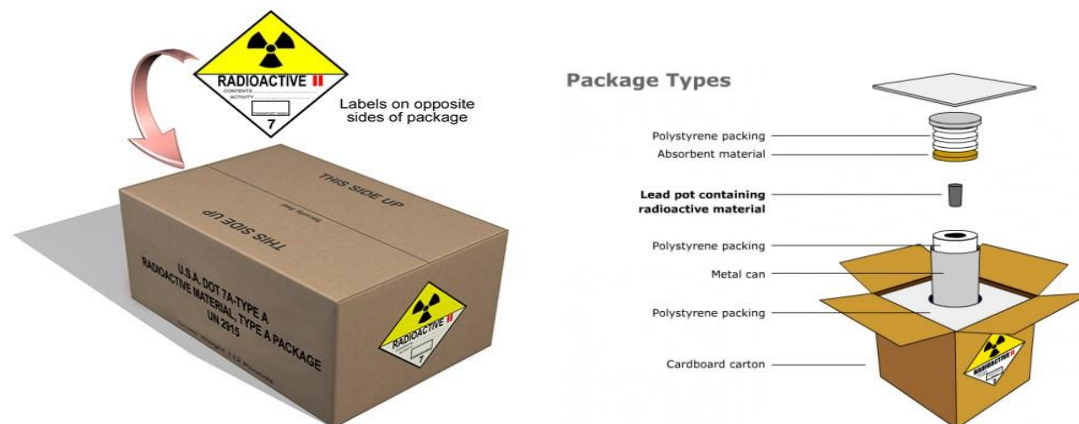 RADIOACTIVE II
CONTENTS
ACTIVITY
7
Labels on opposite
sides of package
THIS SIDE UP
THIS SIDE UP
U.S.A. DOT 7A-TYPE A
RADIOACTIVE MATERIAL, TYPE A PACKAGE
UN 2915
RADIOACTIVE II
7
Package Types
Polystyrene packing
Absorbent material
Lead pot containing
radioactive material
Polystyrene packing
Metal can
Polystyrene packing
Cardboard carton
RADIOACTIVE II
7